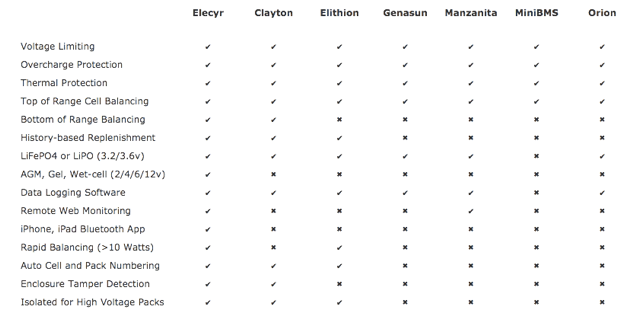 Elecyr Clayton Elithion Genasun Manzanita MiniBMS Orion
Voltage Limiting ✔ ✔ ✔ ✔ ✔ ✔ ✔
Overcharge Protection ✔ ✔ ✔ ✔ ✔ ✔ ✔
Thermal Protection ✔ ✔ ✔ ✔ ✔ ✔ ✔
Top of Range Cell Balancing ✔ ✔ ✔ ✔ ✔ ✔ ✔
Bottom of Range Balancing ✔ ✔ ✖ ✖ ✖ ✖ ✖
History-based Replenishment ✔ ✔ ✔ ✖ ✖ ✖ ✖
LiFePO4 or LiPO (3.2/3.6v) ✔ ✔ ✔ ✔ ✔ ✖ ✔
AGM, Gel, Wet-cell (2/4/6/12v) ✔ ✖ ✖ ✖ ✖ ✖ ✖
Data Logging Software ✔ ✔ ✔ ✔ ✔ ✖ ✔
Remote Web Monitoring ✔ ✖ ✖ ✖ ✔ ✖ ✖
iPhone, iPad Bluetooth App ✔ ✖ ✖ ✖ ✖ ✖ ✖
Rapid Balancing (>10 Watts) ✔ ✖ ✔ ✖ ✖ ✖ ✖
Auto Cell and Pack Numbering ✔ ✔ ✔ ✖ ✖ ✖ ✖
Enclosure Tamper Detection ✔ ✔ ✖ ✖ ✖ ✖ ✖
Isolated for High Voltage Packs ✔ ✔ ✔ ✖ ✖ ✖ ✖